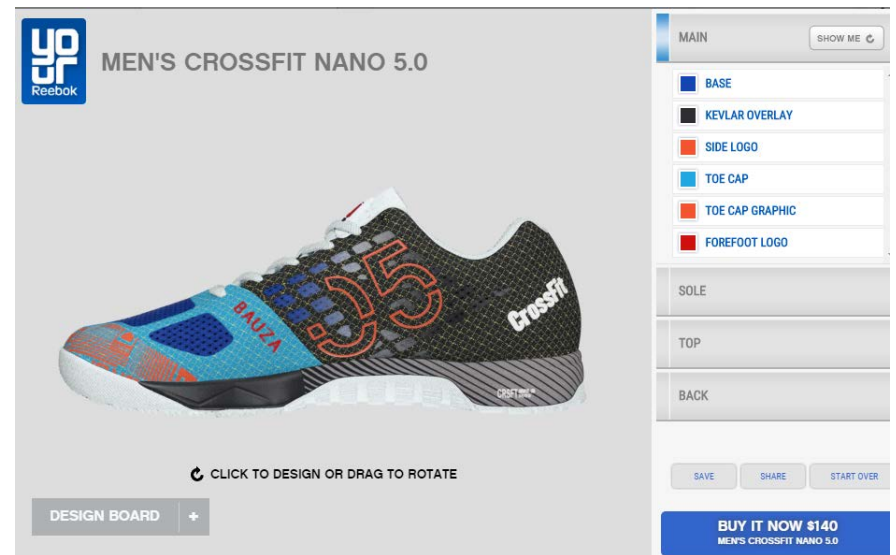 your
Reebok
MEN'S CROSSFIT NANO 5.0
BAUZA
.55
CrossFit
CLICK TO DESIGN OR DRAG TO ROTATE
DESIGN BOARD +
MAIN
SHOW ME
BASE
KEVLAR OVERLAY
SIDE LOGO
TOE CAP
TOE CAP GRAPHIC
FOREFOOT LOGO
SOLE
TOP
BACK
SAVE SHARE START OVER
BUY IT NOW $140
MEN'S CROSSFIT NANO 5.0